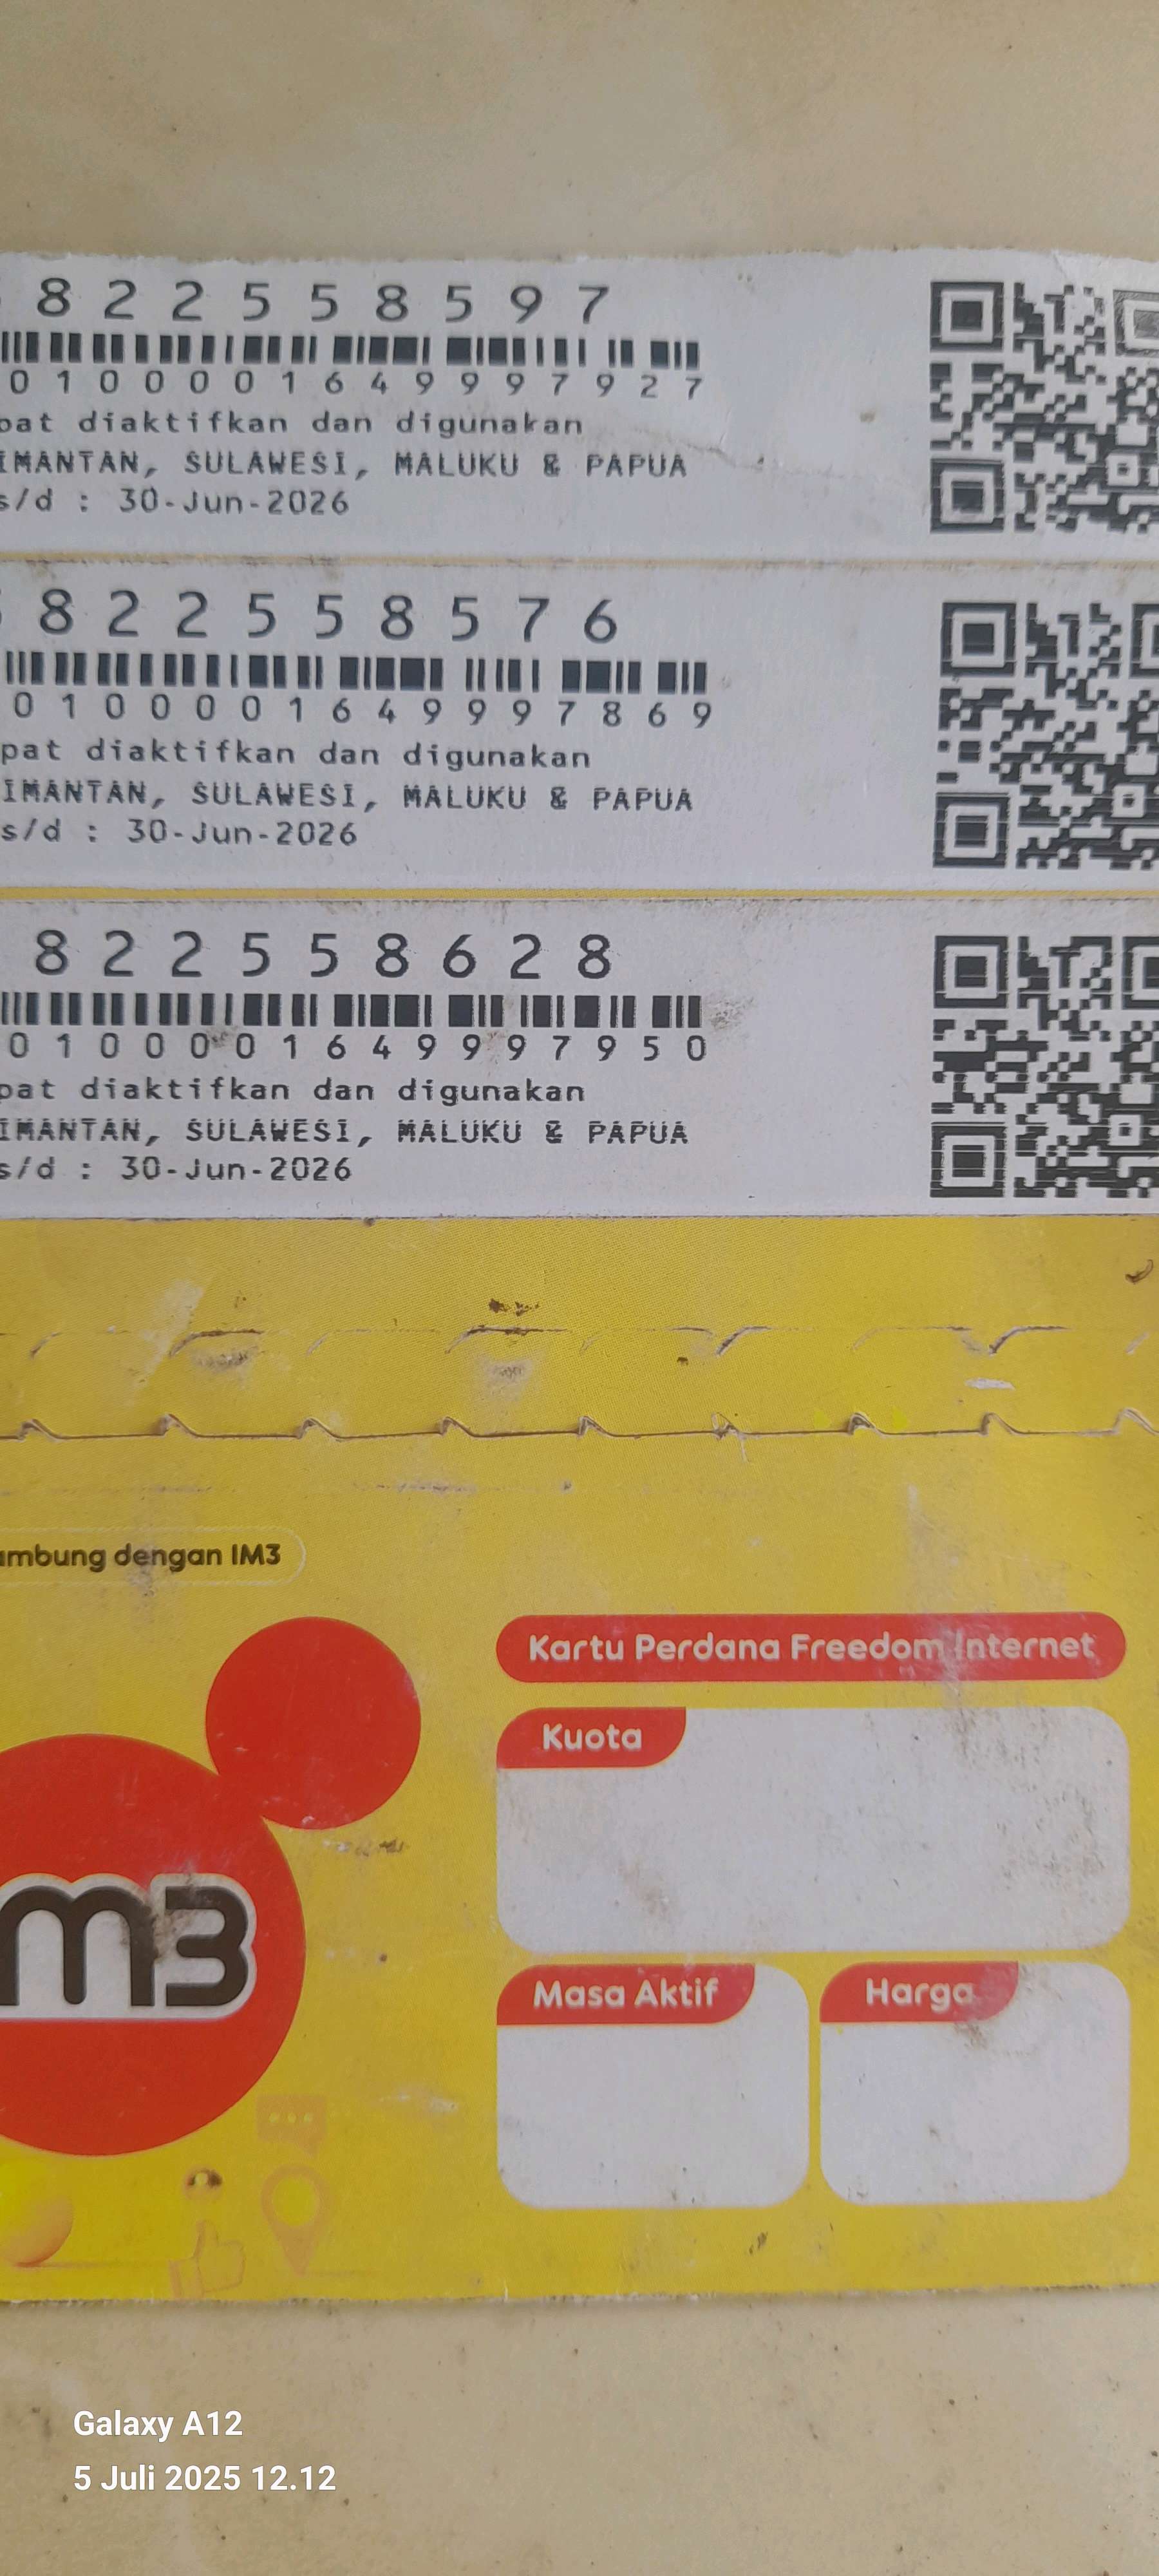 8 2 2 5 5 8 5 9 7
0 1 0 0 0 0 1 6 4 9 9 9 7 9 2 7
pat diaktifkan dan digunakan
IMANTAN, SULAWESI, MALUKU & PAPUA
s/d : 30-Jun-2026
8 2 2 5 5 8 5 7 6
0 1 0 0 0 0 1 6 4 9 9 9 7 8 6 9
pat diaktifkan dan digunakan
IMANTAN, SULAWESI, MALUKU & PAPUA
s/d : 30-Jun-2026
8 2 2 5 5 8 6 2 8
0 1 0 0 0 0 1 6 4 9 9 9 7 9 5 0
pat diaktifkan dan digunakan
IMANTAN, SULAWESI, MALUKU & PAPUA
s/d : 30-Jun-2026
ambung dengan IM3
Kartu Perdana Freedom Internet
Kuota
IM3
Masa Aktif
Harga
Galaxy A12
5 Juli 2025 12.12